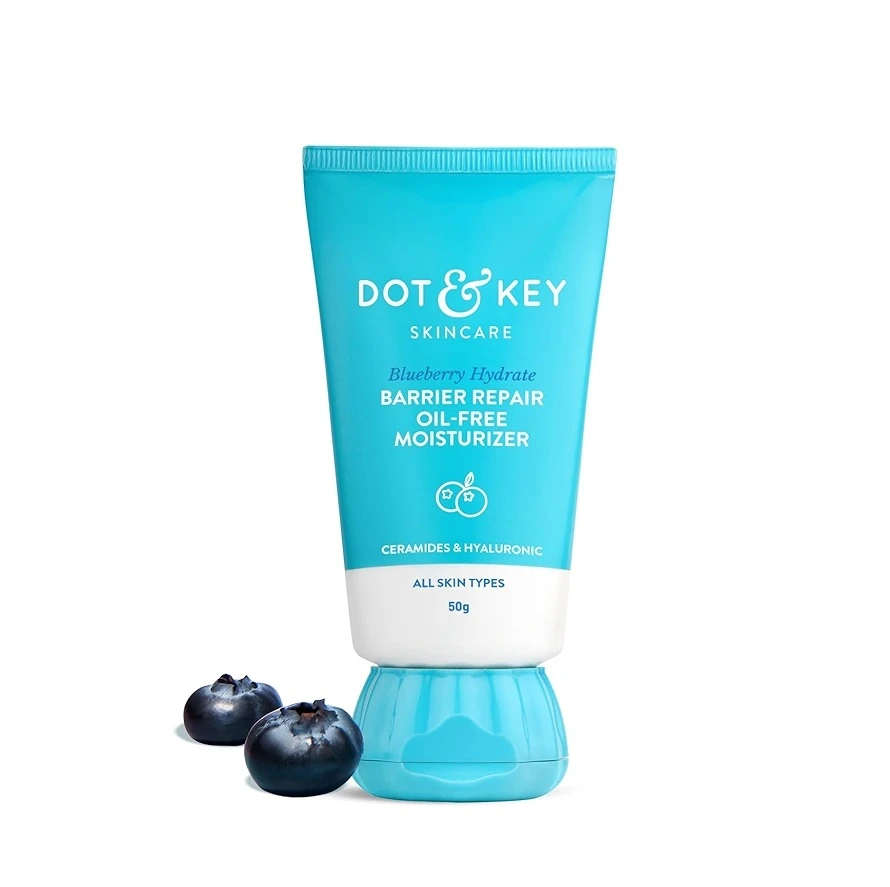 DOT & KEY
SKINCARE
Blueberry Hydrate
BARRIER REPAIR
OIL-FREE
MOISTURIZER
CERAMIDES & HYALURONIC
ALL SKIN TYPES
50g